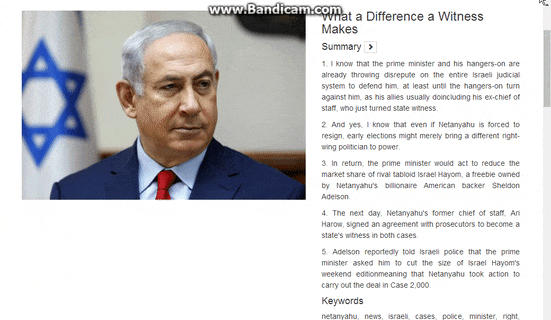 www.Bandicam.com
What a Difference a Witness
Makes
Summary
1. I know that the prime minister and his hangers-on are
already throwing disrepute on the entire Israeli judicial
system to defend him, at least until the hangers-on turn
against him, as his allies usually doincluding his ex-chief of
staff, who just turned state witness.
2. And yes, I know that even if Netanyahu is forced to
resign, early elections might merely bring a different right-
wing politician to power.
3. In return, the prime minister would act to reduce the
market share of rival tabloid Israel Hayom, a freebie owned
by Netanyahu's billionaire American backer Sheldon
Adelson.
4. The next day, Netanyahu's former chief of staff, Ari
Harow, signed an agreement with prosecutors to become a
state's witness in both cases.
5. Adelson reportedly told Israeli police that the prime
minister asked him to cut the size of Israel Hayom's
weekend editionmeaning that Netanyahu took action to
carry out the deal in Case 2,000.
Keywords
netanyahu, news, israeli, cases, police, minister, right,